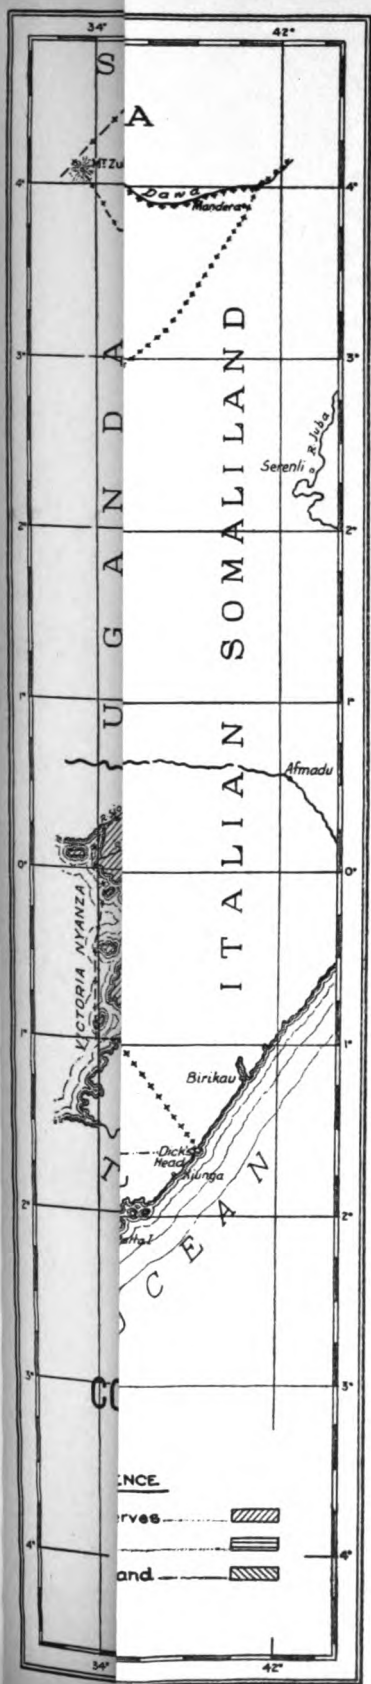 34° 42°
S
A
Mt Zu
4° 4°
Dawa
Mandera
3° 3°
UGANDA
ITALIAN SOMALILAND
R. Juba
Serenli
2° 2°
1° 1°
Afmadu
R. Sio
0° 0°
VICTORIA NYANZA
1° 1°
Birikau
Dick's
Head
Kiunga
T
2° 2°
atta I
OCEAN
3° 3°
CO
ENCE
erves
and
4° 4°
34° 42°